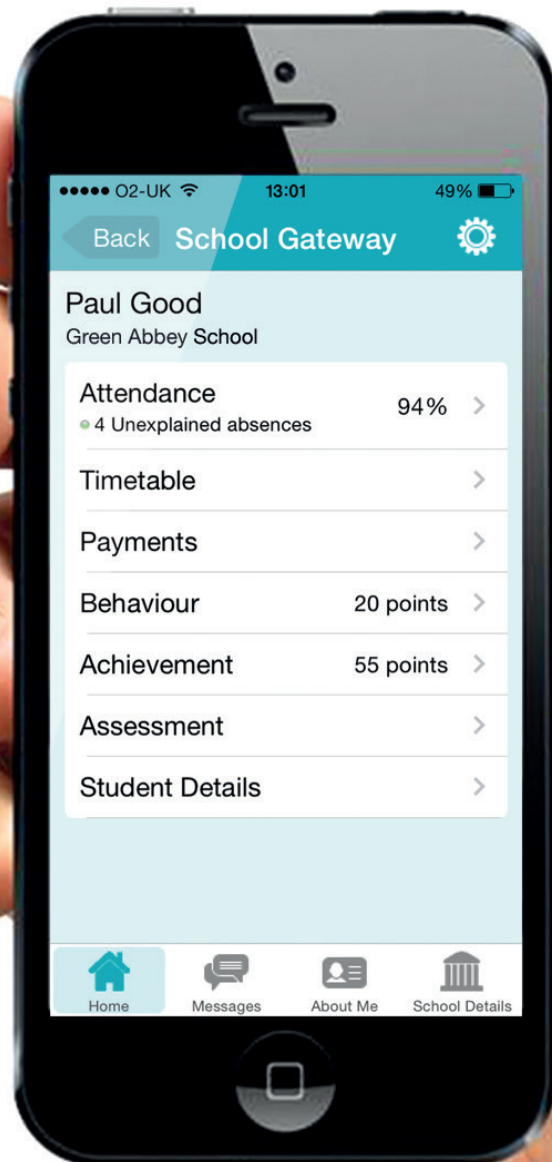 O2-UK 13:01 49%
Back School Gateway
Paul Good
Green Abbey School
Attendance 94%
4 Unexplained absences
Timetable
Payments
Behaviour 20 points
Achievement 55 points
Assessment
Student Details
Home Messages About Me School Details